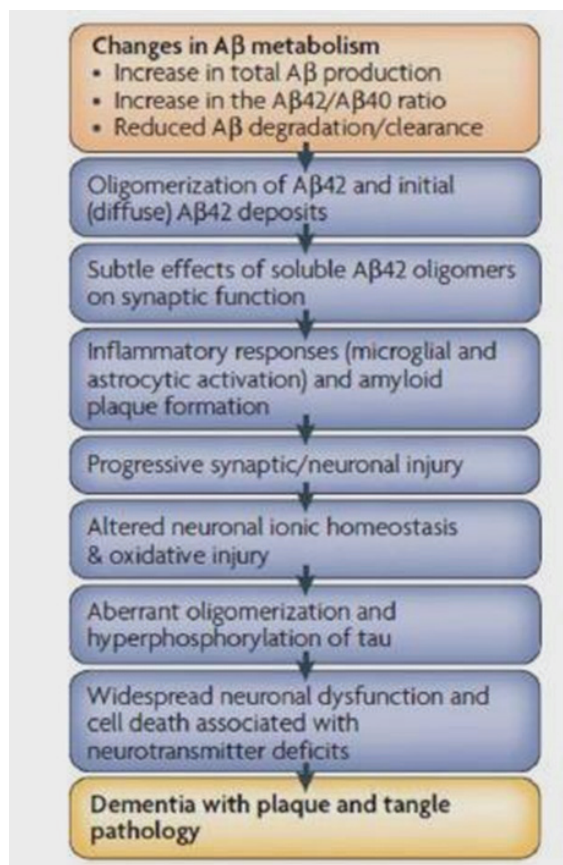 Changes in Aβ metabolism
• Increase in total Aβ production
• Increase in the Aβ42/Aβ40 ratio
• Reduced Aβ degradation/clearance
Oligomerization of Aβ42 and initial
(diffuse) Aβ42 deposits
Subtle effects of soluble Aβ42 oligomers
on synaptic function
Inflammatory responses (microglial and
astrocytic activation) and amyloid
plaque formation
Progressive synaptic/neuronal injury
Altered neuronal ionic homeostasis
& oxidative injury
Aberrant oligomerization and
hyperphosphorylation of tau
Widespread neuronal dysfunction and
cell death associated with
neurotransmitter deficits
Dementia with plaque and tangle
pathology